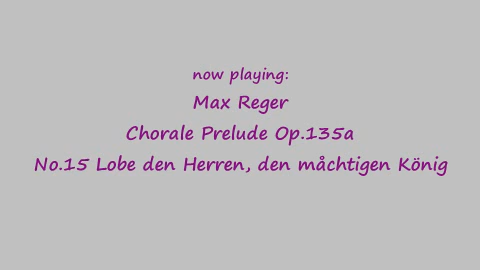 now playing:
Max Reger
Chorale Prelude Op.135a
No.15 Lobe den Herren, den måchtigen König